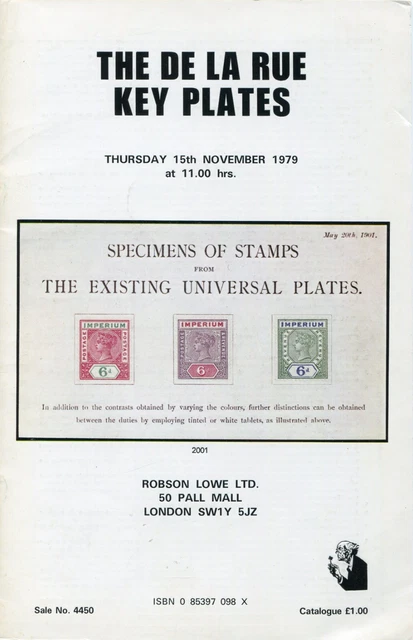 THE DE LA RUE
KEY PLATES
THURSDAY 15th NOVEMBER 1979
at 11.00 hrs.
May 20th, 1901.
SPECIMENS OF STAMPS
FROM
THE EXISTING UNIVERSAL PLATES.
IMPERIUM IMPERIUM IMPERIUM
POSTAGE POSTAGE POSTAGE POSTAGE
6d 6d 6d
In addition to the contrasts obtained by varying the colours, further distinctions can be obtained
between the duties by employing tinted or white tablets, as illustrated above.
2001
ROBSON LOWE LTD.
50 PALL MALL
LONDON SW1Y 5JZ
Sale No. 4450
ISBN 0 85397 098 X
Catalogue £1.00